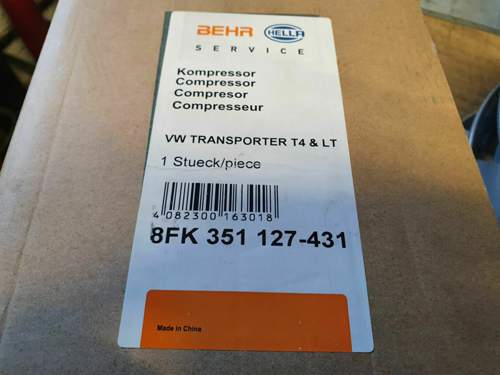 BEHR HELLA
SERVICE
Kompressor
Compressor
Compresor
Compresseur
VW TRANSPORTER T4 & LT
1 Stueck/piece
4 082300 163018
8FK 351 127-431
Made in China